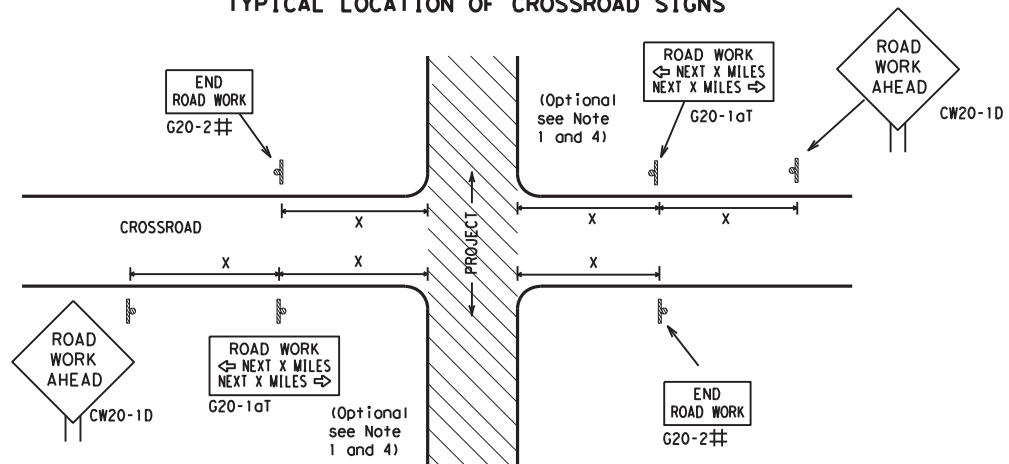 TYPICAL LOCATION OF CROSSROAD SIGNS
END
ROAD WORK
G20-2⌗
(Optional
see Note
1 and 4)
ROAD WORK
⇦ NEXT X MILES
NEXT X MILES ⇨
G20-1aT
ROAD
WORK
AHEAD
CW20-1D
X
X
X
CROSSROAD
PROJECT
X
X
X
ROAD
WORK
AHEAD
CW20-1D
ROAD WORK
⇦ NEXT X MILES
NEXT X MILES ⇨
G20-1aT
(Optional
see Note
1 and 4)
END
ROAD WORK
G20-2⌗